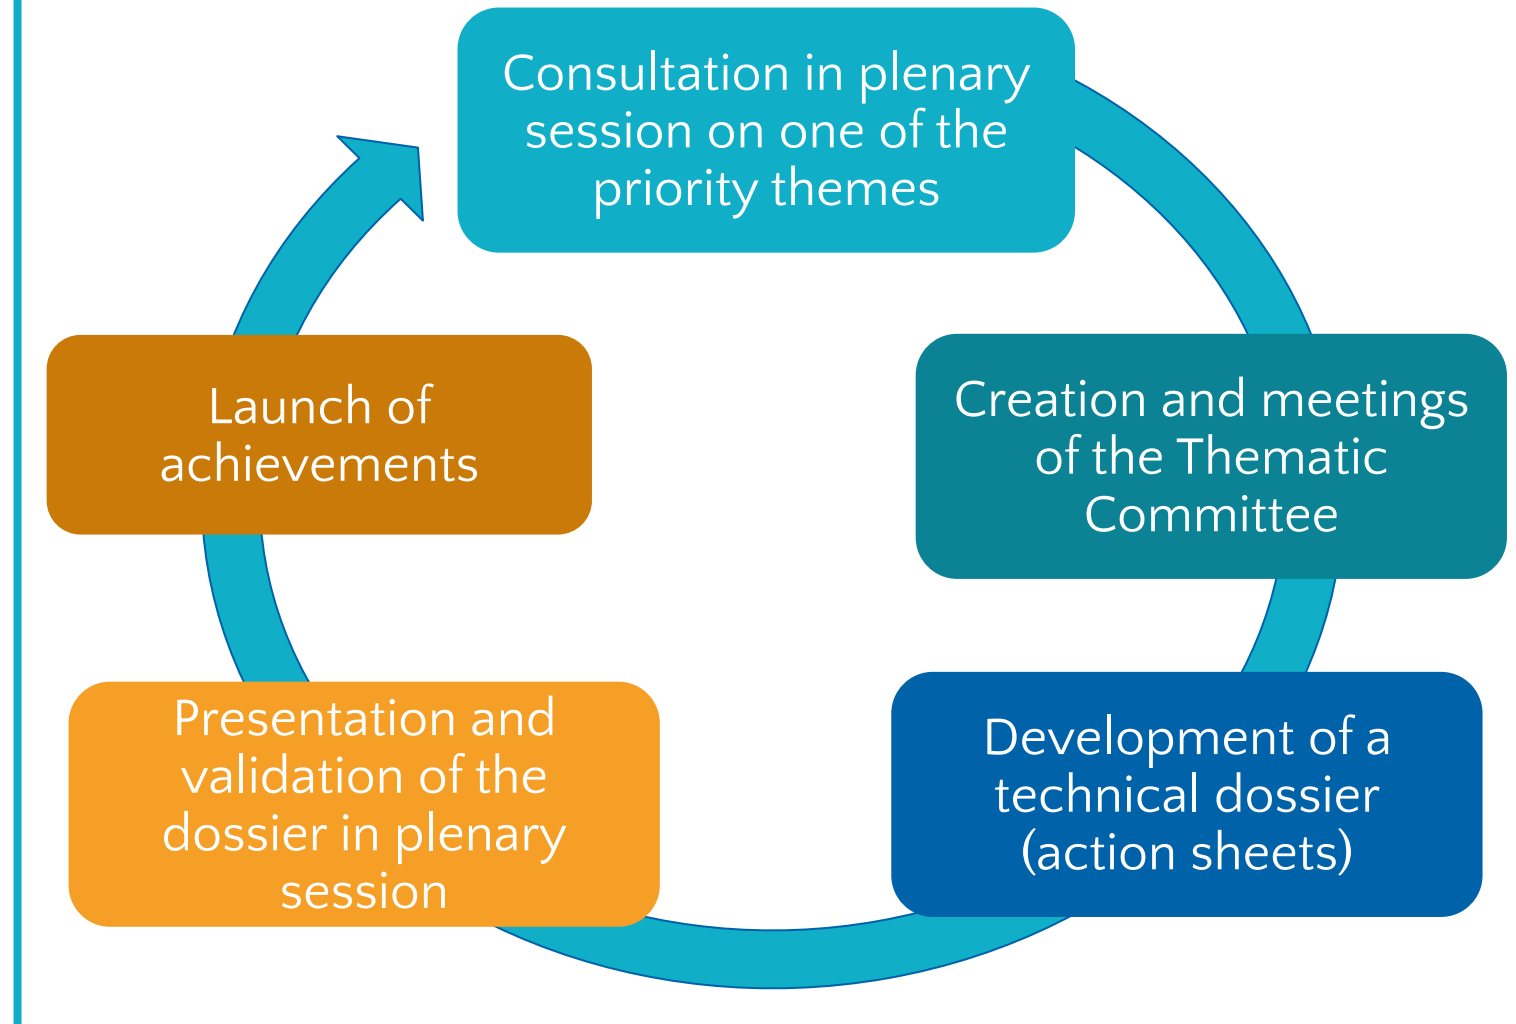 Consultation in plenary
session on one of the
priority themes
Creation and meetings
of the Thematic
Committee
Development of a
technical dossier
(action sheets)
Presentation and
validation of the
dossier in plenary
session
Launch of
achievements